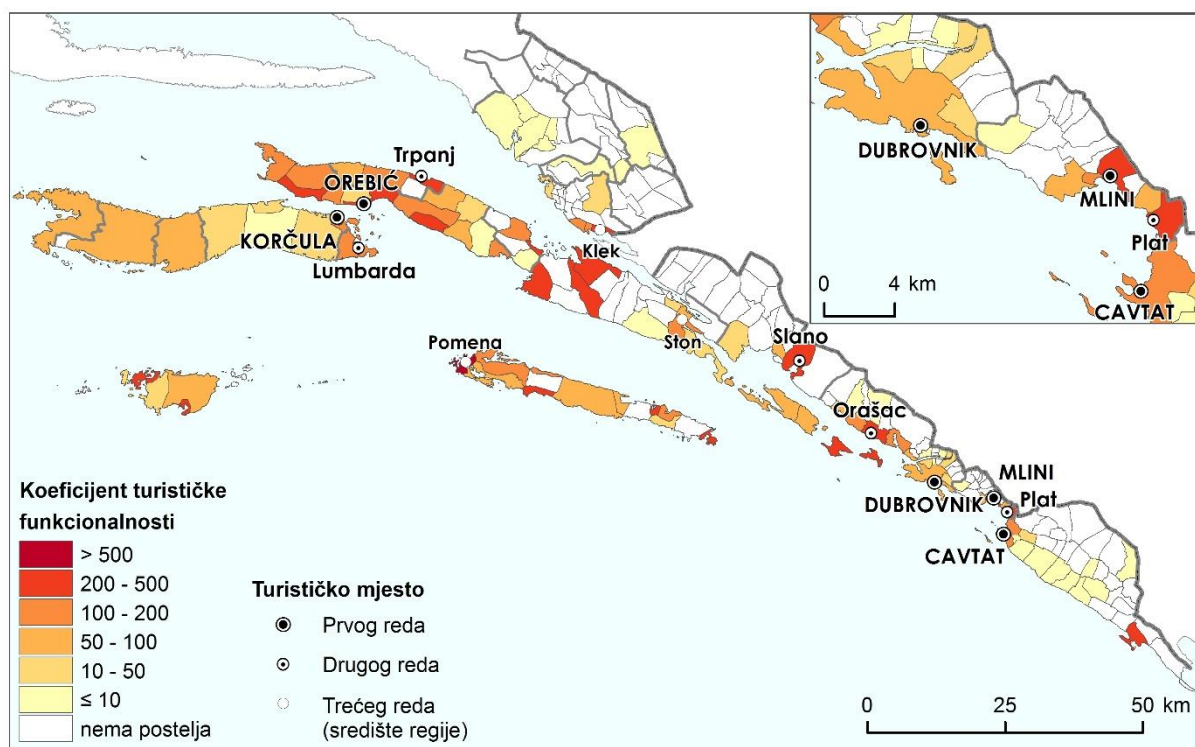 Trpanj
OREBIĆ
KORČULA
Lumbarda
Klek
Pomena
Ston
Slano
Orašac
DUBROVNIK
MLINI
Plat
CAVTAT
DUBROVNIK
MLINI
Plat
CAVTAT
0 4 km
Koeficijent turističke
funkcionalnosti
> 500
200 - 500
100 - 200
50 - 100
10 - 50
≤ 10
nema postelja
Turističko mjesto
Prvog reda
Drugog reda
Trećeg reda
(središte regije)
0 25 50 km